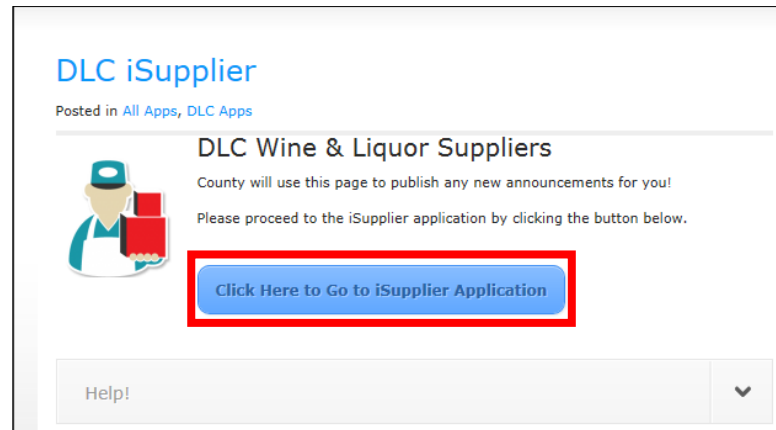 DLC iSupplier
Posted in All Apps, DLC Apps
DLC Wine & Liquor Suppliers
County will use this page to publish any new announcements for you!
Please proceed to the iSupplier application by clicking the button below.
Click Here to Go to iSupplier Application
Help!